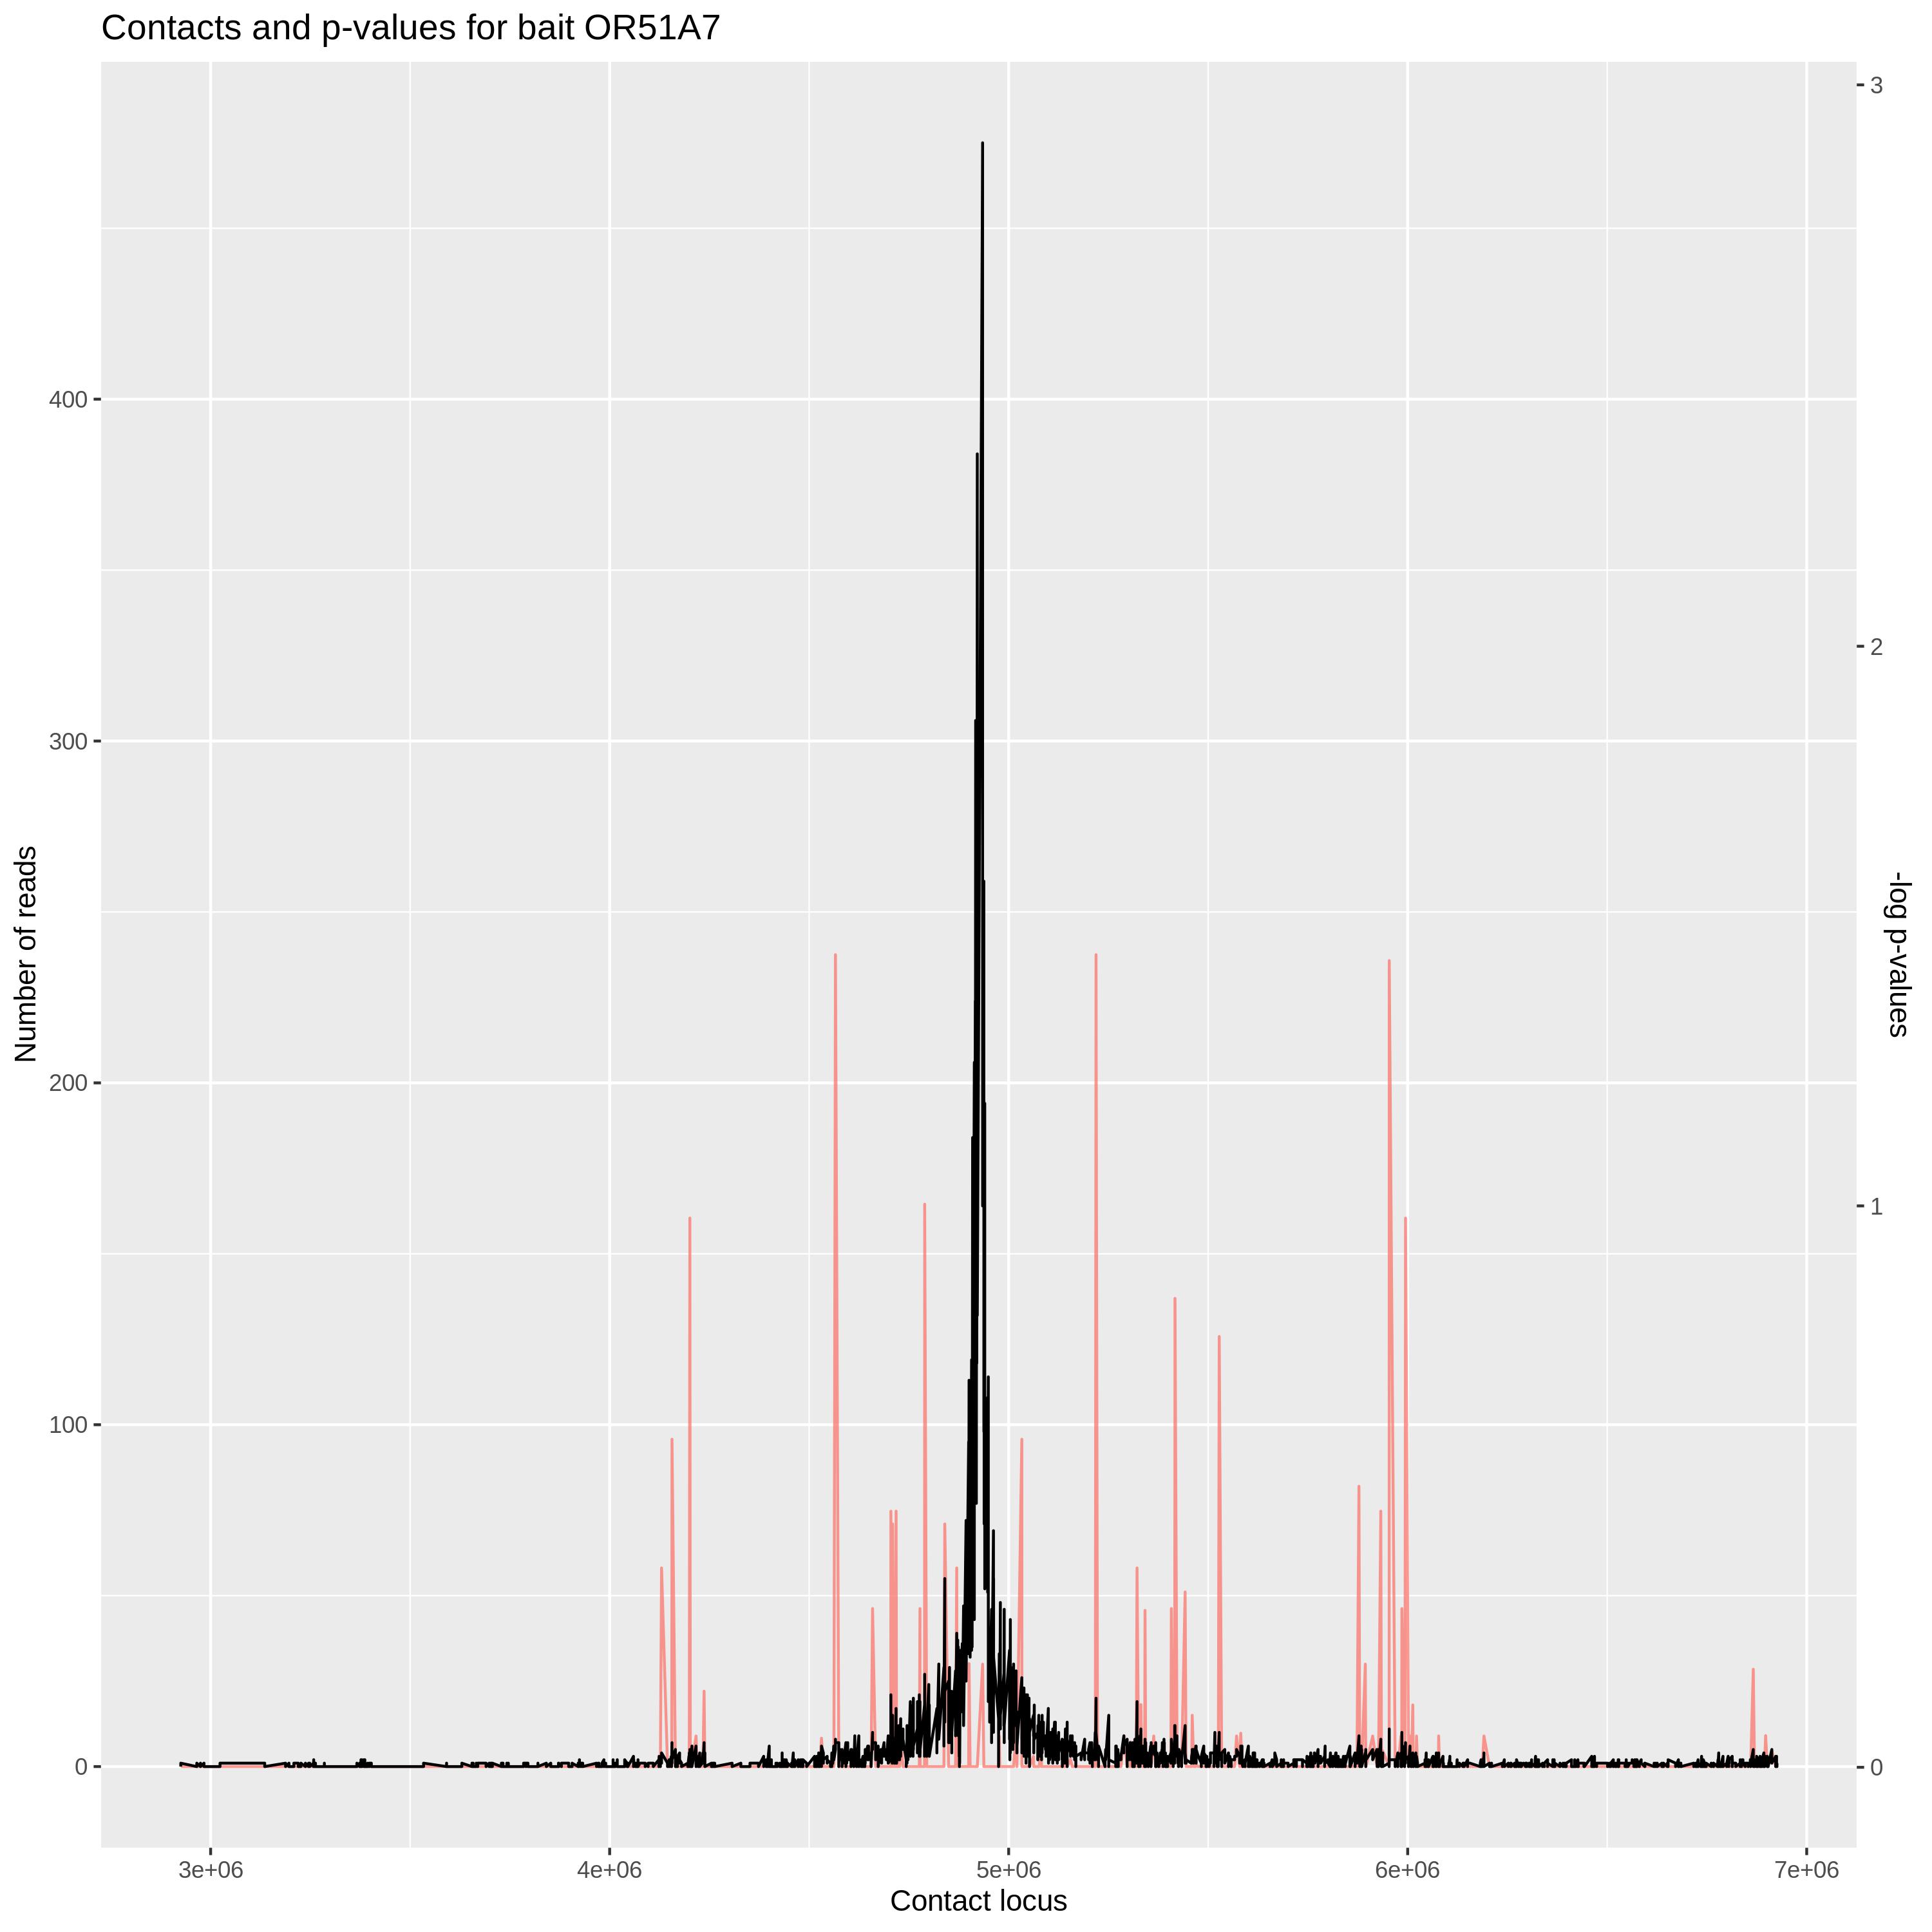 Contacts and p-values for bait OR51A7
Number of reads
400
300
200
100
0
3
2
1
0
-log p-values
3e+06
4e+06
5e+06
6e+06
7e+06
Contact locus